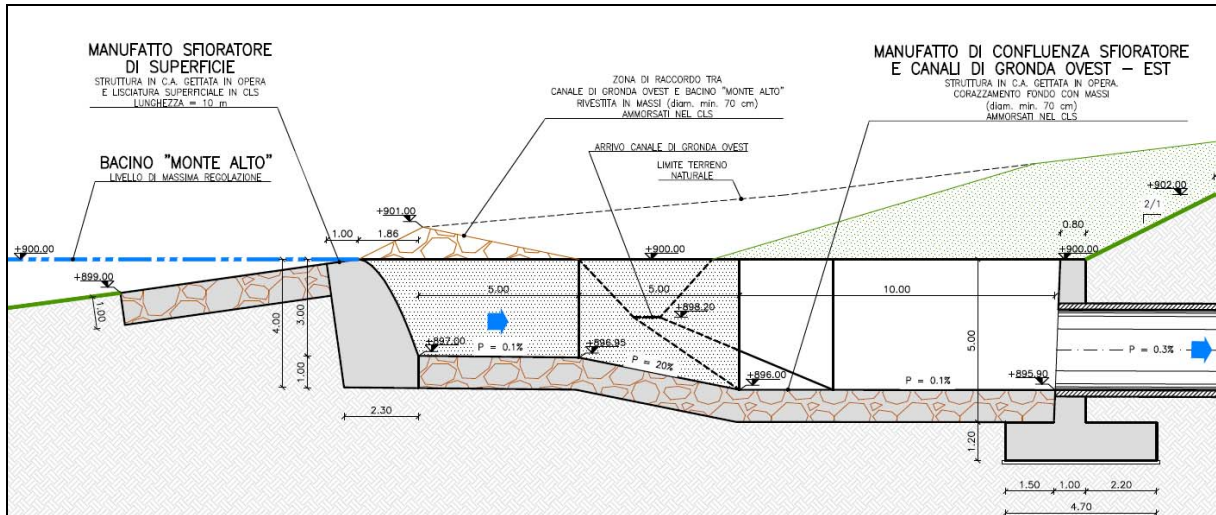 MANUFATTO SFIORATORE
DI SUPERFICIE
STRUTTURA IN C.A. GETTATA IN OPERA
E LISCIATURA SUPERFICIALE IN CLS
LUNGHEZZA = 10 m
BACINO "MONTE ALTO"
LIVELLO DI MASSIMA REGOLAZIONE
ZONA DI RACCORDO TRA
CANALE DI GRONDA OVEST E BACINO "MONTE ALTO"
RIVESTITA IN MASSI (diam. min. 70 cm)
AMMORSATI NEL CLS
ARRIVO CANALE DI GRONDA OVEST
LIMITE TERRENO
NATURALE
MANUFATTO DI CONFLUENZA SFIORATORE
E CANALI DI GRONDA OVEST – EST
STRUTTURA IN C.A. GETTATA IN OPERA.
CORAZZAMENTO FONDO CON MASSI
(diam. min. 70 cm)
AMMORSATI NEL CLS
+902.00
2/1
+901.00
1.00
1.86
0.80
+900.00
+900.00
+900.00
+899.00
1.00
4.00
3.00
1.00
5.00
5.00
10.00
+898.20
+897.00
P = 0.1%
+896.95
P = 20%
+896.00
P = 0.1%
+895.90
5.00
P = 0.3%
2.30
1.20
1.50
1.00
2.20
4.70